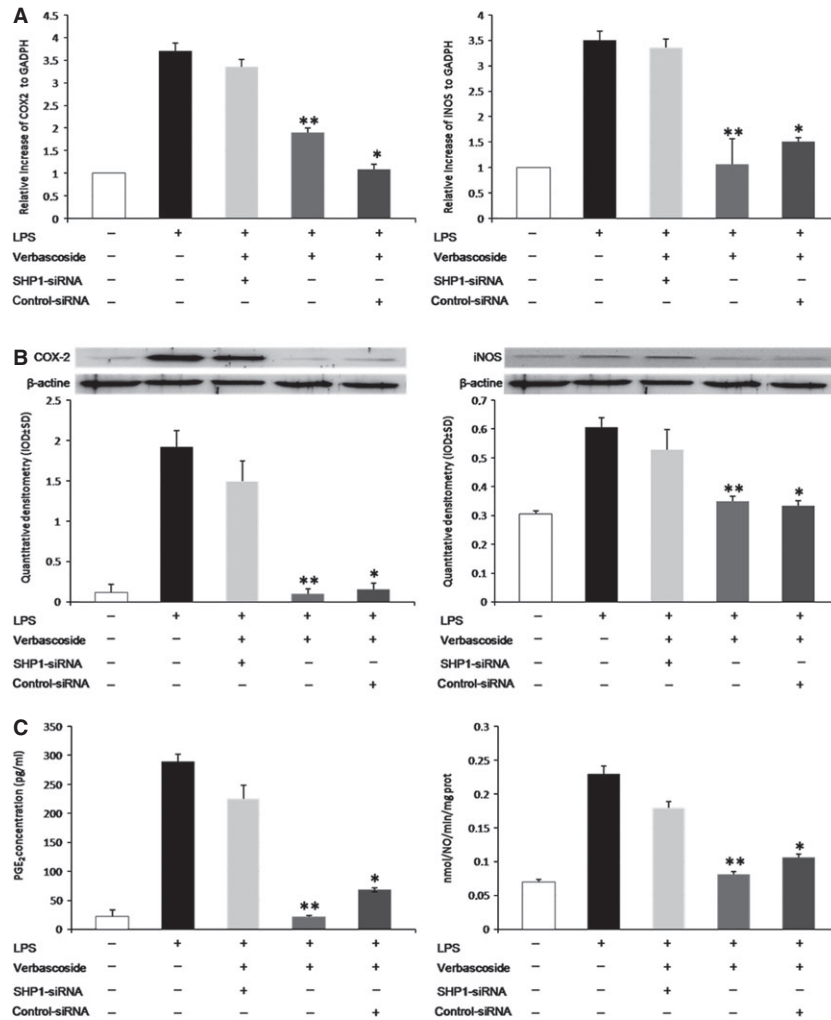 A
Relative Increase of COX2 to GADPH
4.5
4
3.5
3
2.5
2
1.5
1
0.5
0
**
*
LPS – + + + +
Verbascoside – – + + +
SHP1-siRNA – – + – –
Control-siRNA – – – – +
Relative Increase of INOS to GADPH
4
3.5
3
2.5
2
1.5
1
0.5
0
**
*
LPS – + + + +
Verbascoside – – + + +
SHP1-siRNA – – + – –
Control-siRNA – – – – +
B
COX-2
β-actine
Quantitative densitometry (IOD±SD)
2.5
2
1.5
1
0.5
0
**
*
LPS – + + + +
Verbascoside – – + + +
SHP1-siRNA – – + – –
Control-siRNA – – – – +
iNOS
β-actine
Quantitative densitometry (IOD±SD)
0.7
0.6
0.5
0.4
0.3
0.2
0.1
0
**
*
LPS – + + + +
Verbascoside – – + + +
SHP1-siRNA – – + – –
Control-siRNA – – – – +
C
PGE₂concentration (pg/ml)
350
300
250
200
150
100
50
0
**
*
LPS – + + + +
Verbascoside – – + + +
SHP1-siRNA – – + – –
Control-siRNA – – – – +
nmol/NO/min/mg prot
0.3
0.25
0.2
0.15
0.1
0.05
0
**
*
LPS – + + + +
Verbascoside – – + + +
SHP1-siRNA – – + – –
Control-siRNA – – – – +